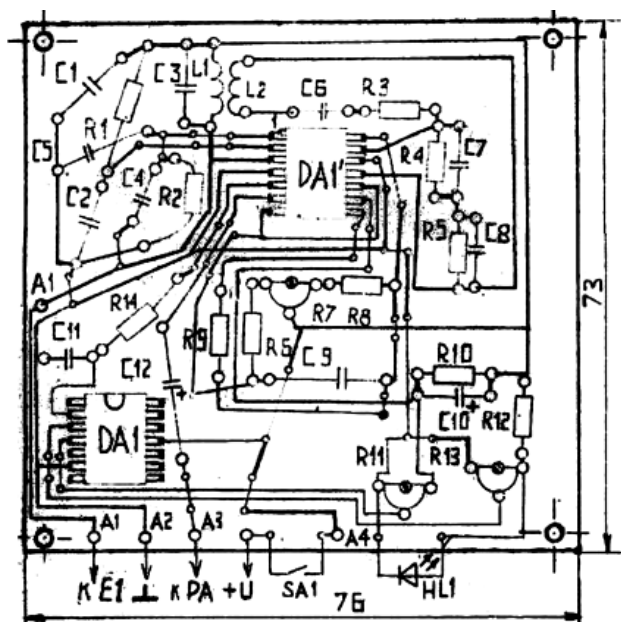 C1
C3
L1
L2
C6
R3
C5
R1
DA1'
R4
C7
C2
C4
R2
R5
C8
A1
R14
73
C11
R9
R6
R7
R8
C12
+
C9
R10
C10
+
R12
DA1
R11
R13
A1
A2
A3
A4
К Е1
⊥
К РА
+U
SA1
HL1
76